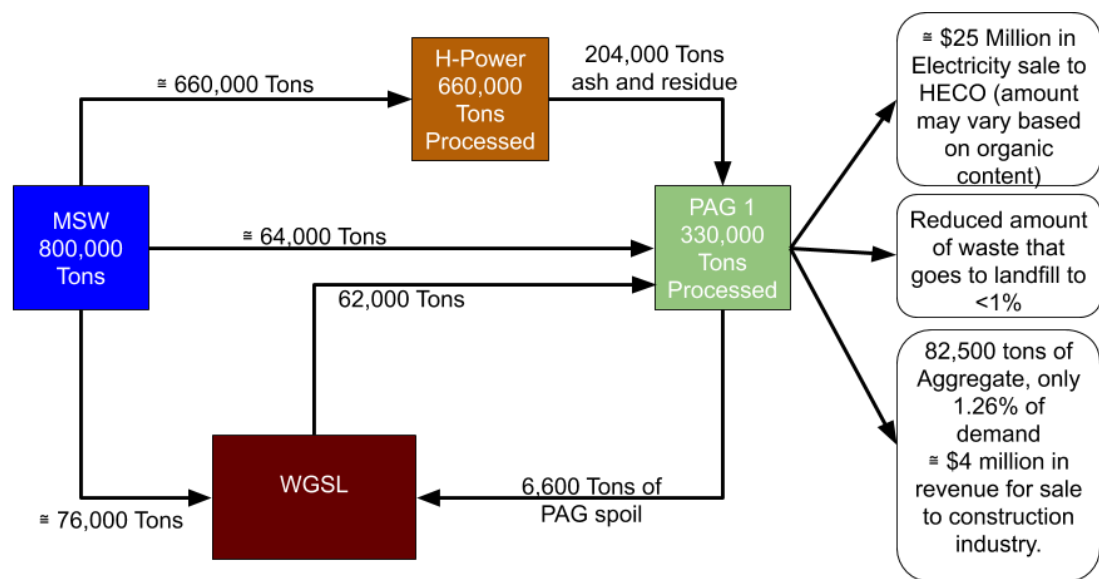 ≅ 660,000 Tons
H-Power
660,000
Tons
Processed
204,000 Tons
ash and residue
≅ $25 Million in
Electricity sale to
HECO (amount
may vary based
on organic
content)
MSW
800,000
Tons
≅ 64,000 Tons
PAG 1
330,000
Tons
Processed
Reduced amount
of waste that
goes to landfill to
<1%
62,000 Tons
82,500 tons of
Aggregate, only
1.26% of
demand
≅ $4 million in
revenue for sale
to construction
industry.
WGSL
6,600 Tons of
PAG spoil
≅ 76,000 Tons